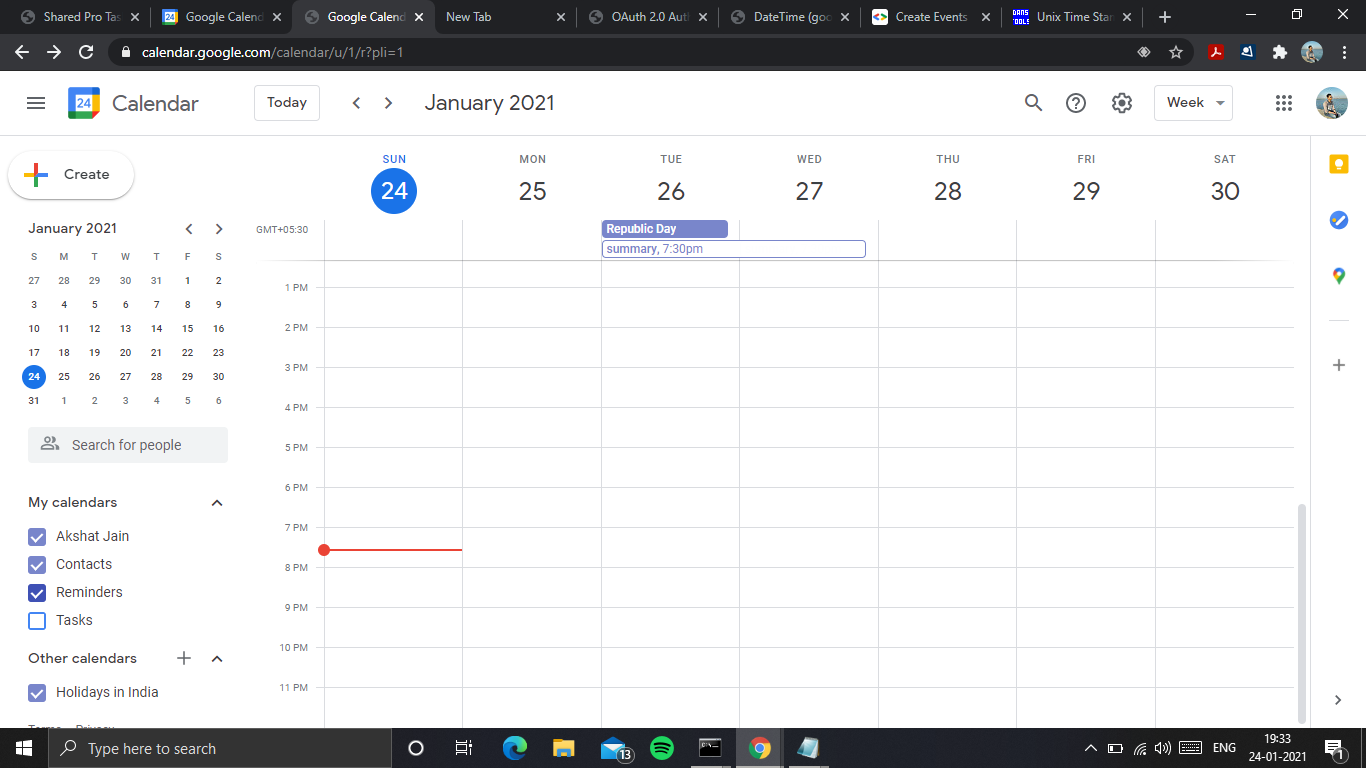 Shared Pro Tas
Google Calend
Google Calend
New Tab
OAuth 2.0 Aut
DateTime (goo
Create Events
Unix Time Star
calendar.google.com/calendar/u/1/r?pli=1
24 Calendar
Today
January 2021
Week
Create
SUN MON TUE WED THU FRI SAT
24 25 26 27 28 29 30
January 2021
GMT+05:30
Republic Day
summary, 7:30pm
S M T W T F S
27 28 29 30 31 1 2
3 4 5 6 7 8 9
10 11 12 13 14 15 16
17 18 19 20 21 22 23
24 25 26 27 28 29 30
31 1 2 3 4 5 6
1 PM
2 PM
3 PM
4 PM
5 PM
6 PM
7 PM
8 PM
9 PM
10 PM
11 PM
Search for people
My calendars
Akshat Jain
Contacts
Reminders
Tasks
Other calendars
Holidays in India
Type here to search
13
ENG
19:33
24-01-2021
1